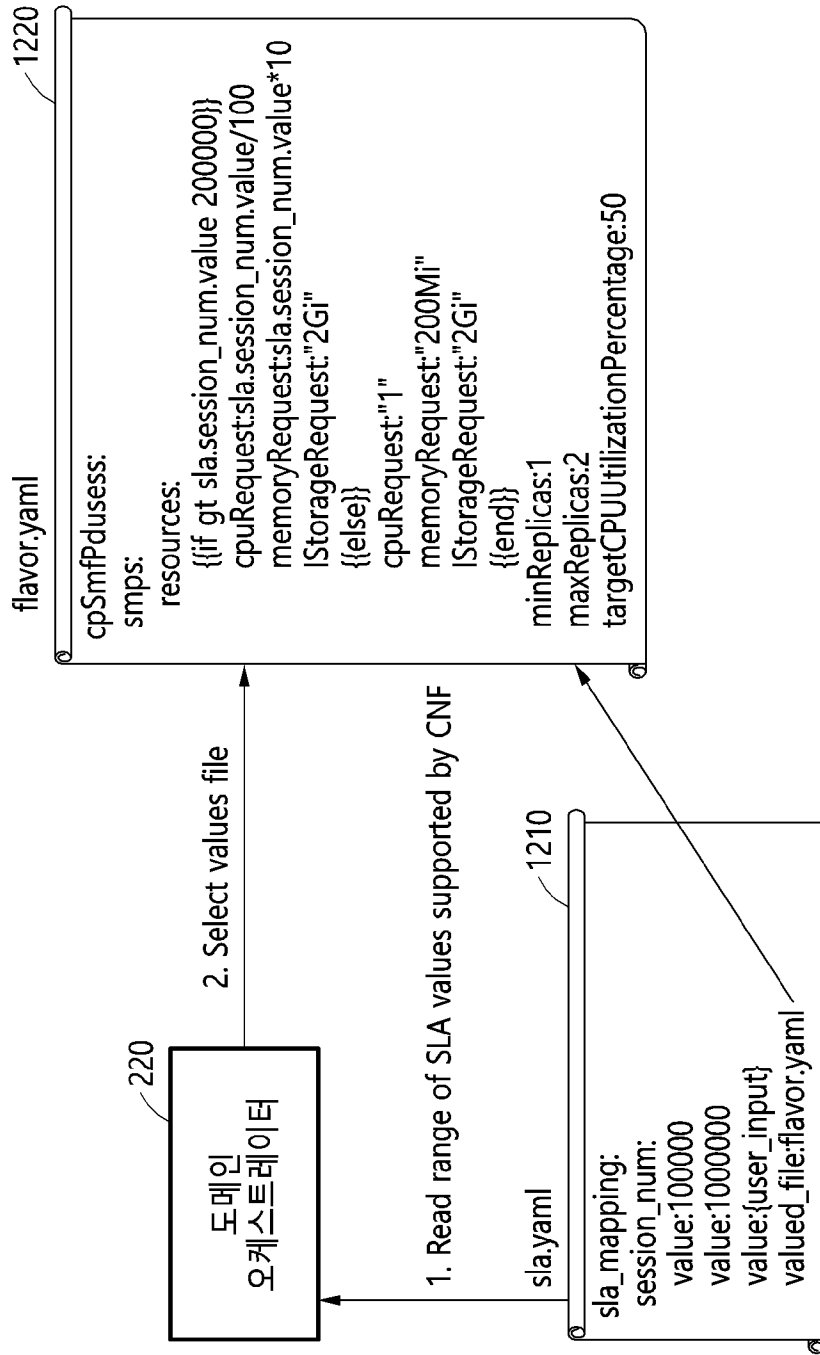 220
도메인
오케스트레이터
2. Select values file
1. Read range of SLA values supported by CNF
sla.yaml
1210
sla_mapping:
session_num:
value:100000
value:1000000
value:{user_input}
valued_file:flavor.yaml
flavor.yaml
1220
cpSmfPdusess:
smps:
resources:
{{if gt sla.session_num.value 200000}}
cpuRequest:sla.session_num.value/100
memoryRequest:sla.session_num.value*10
lStorageRequest:"2Gi"
{{else}}
cpuRequest:"1"
memoryRequest:"200Mi"
lStorageRequest:"2Gi"
{{end}}
minReplicas:1
maxReplicas:2
targetCPUUtilizationPercentage:50